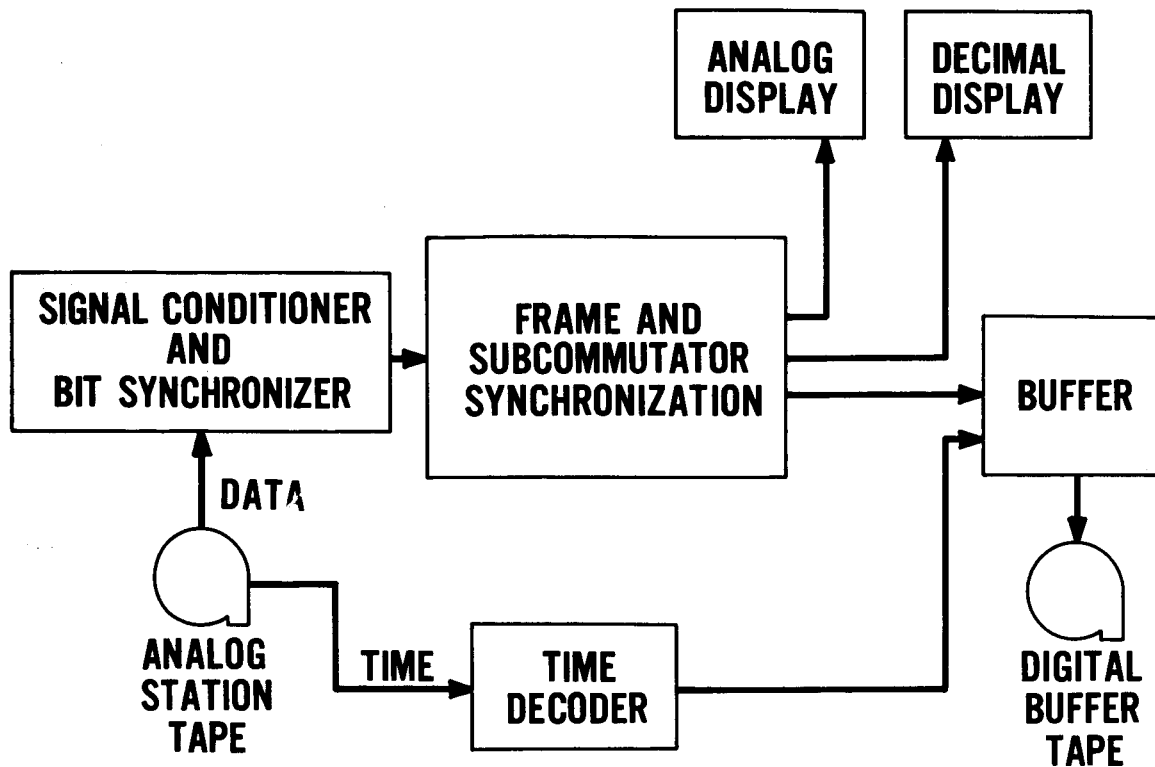 ANALOG
DISPLAY
DECIMAL
DISPLAY
SIGNAL CONDITIONER
AND
BIT SYNCHRONIZER
FRAME AND
SUBCOMMUTATOR
SYNCHRONIZATION
BUFFER
DATA
ANALOG
STATION
TAPE
TIME
TIME
DECODER
DIGITAL
BUFFER
TAPE